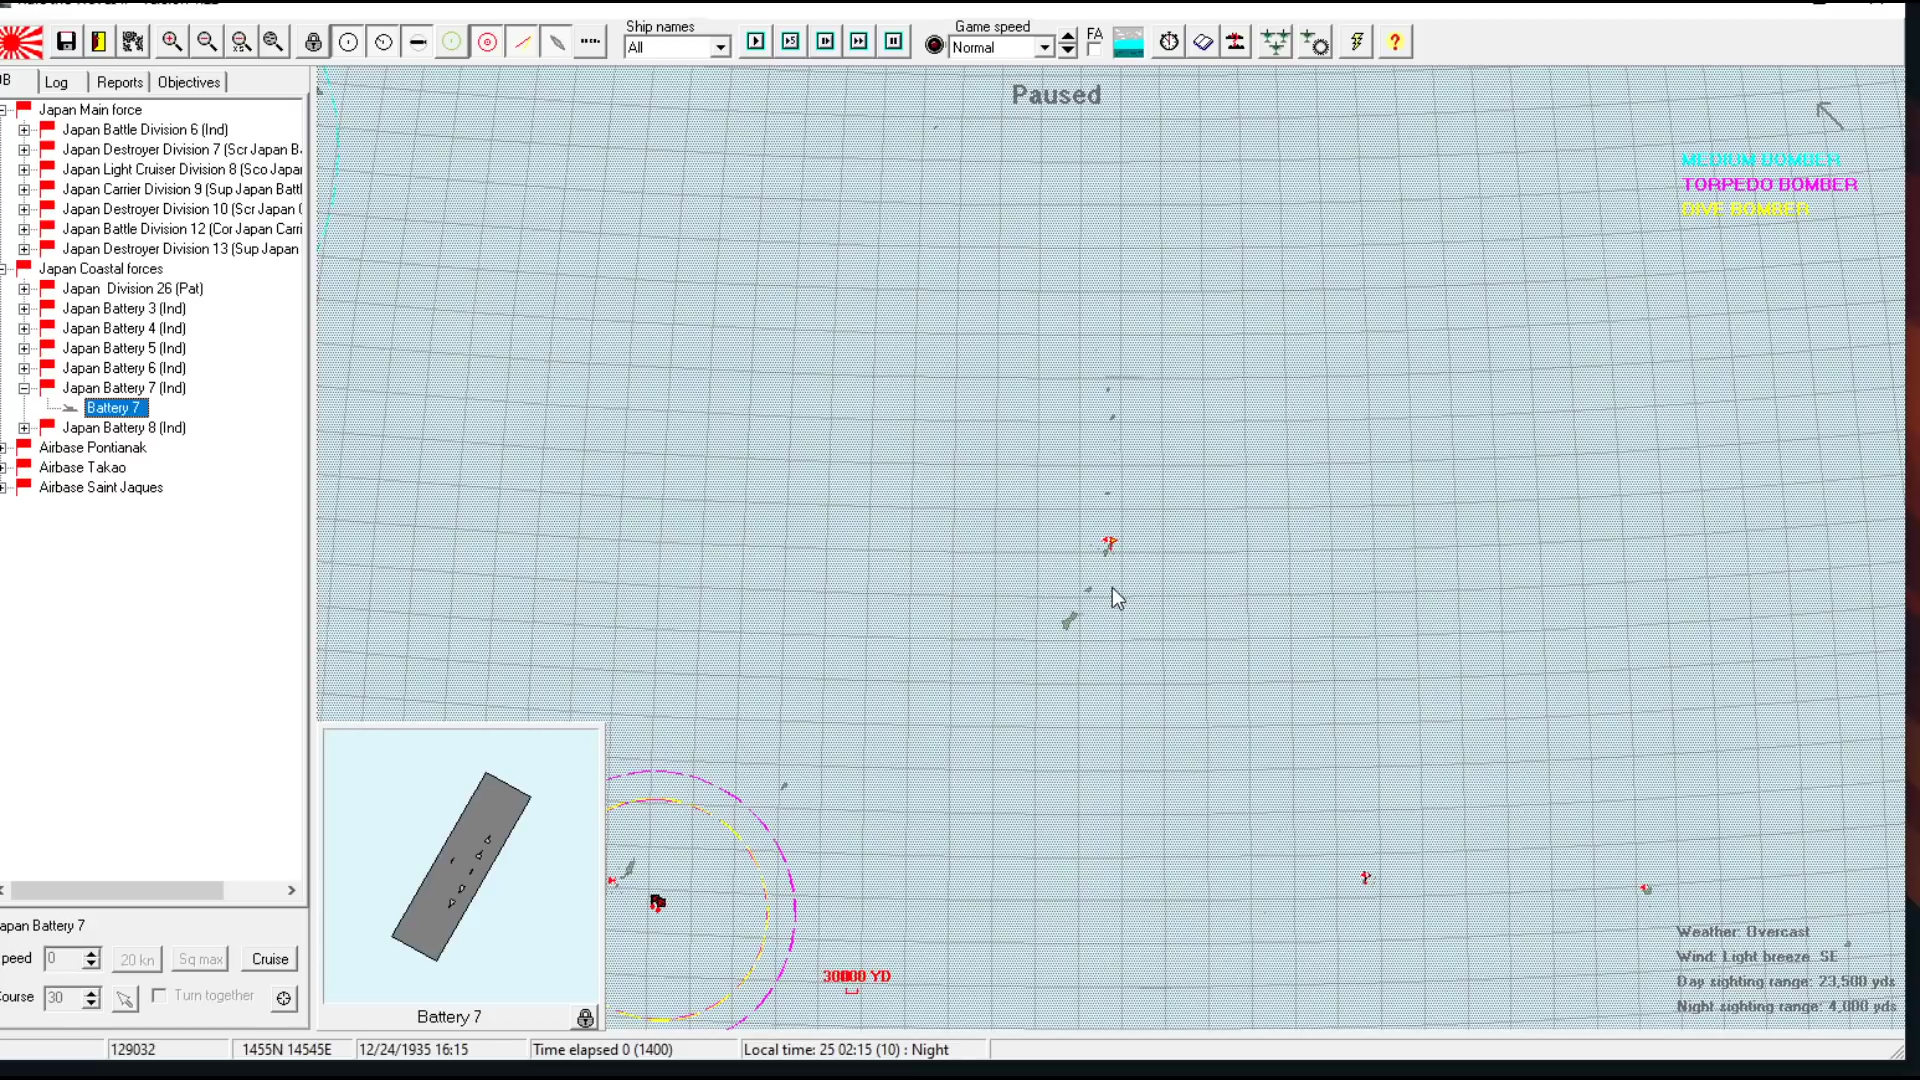 Ship names
All
Game speed
Normal
FA
OB
Log
Reports
Objectives
Paused
MEDIUM BOMBER
TORPEDO BOMBER
DIVE BOMBER
Japan Main force
Japan Battle Division 6 (Ind)
Japan Destroyer Division 7 (Scr Japan B
Japan Light Cruiser Division 8 (Sco Japa
Japan Carrier Division 9 (Sup Japan Battl
Japan Destroyer Division 10 (Scr Japan
Japan Battle Division 12 (Cor Japan Carri
Japan Destroyer Division 13 (Sup Japan
Japan Coastal forces
Japan Division 26 (Pat)
Japan Battery 3 (Ind)
Japan Battery 4 (Ind)
Japan Battery 5 (Ind)
Japan Battery 6 (Ind)
Japan Battery 7 (Ind)
Battery 7
Japan Battery 8 (Ind)
Airbase Pontianak
Airbase Takao
Airbase Saint Jaques
apan Battery 7
peed 0 20 kn Sq max Cruise
ourse 30 Turn together
Battery 7
YD
Weather: Overcast
Wind: Light breeze SE
Day sighting range: 23,500 yds
Night sighting range: 4,000 yds
129032
1455N 14545E
12/24/1935 16:15
Time elapsed 0 (1400)
Local time: 25 02:15 (10) : Night